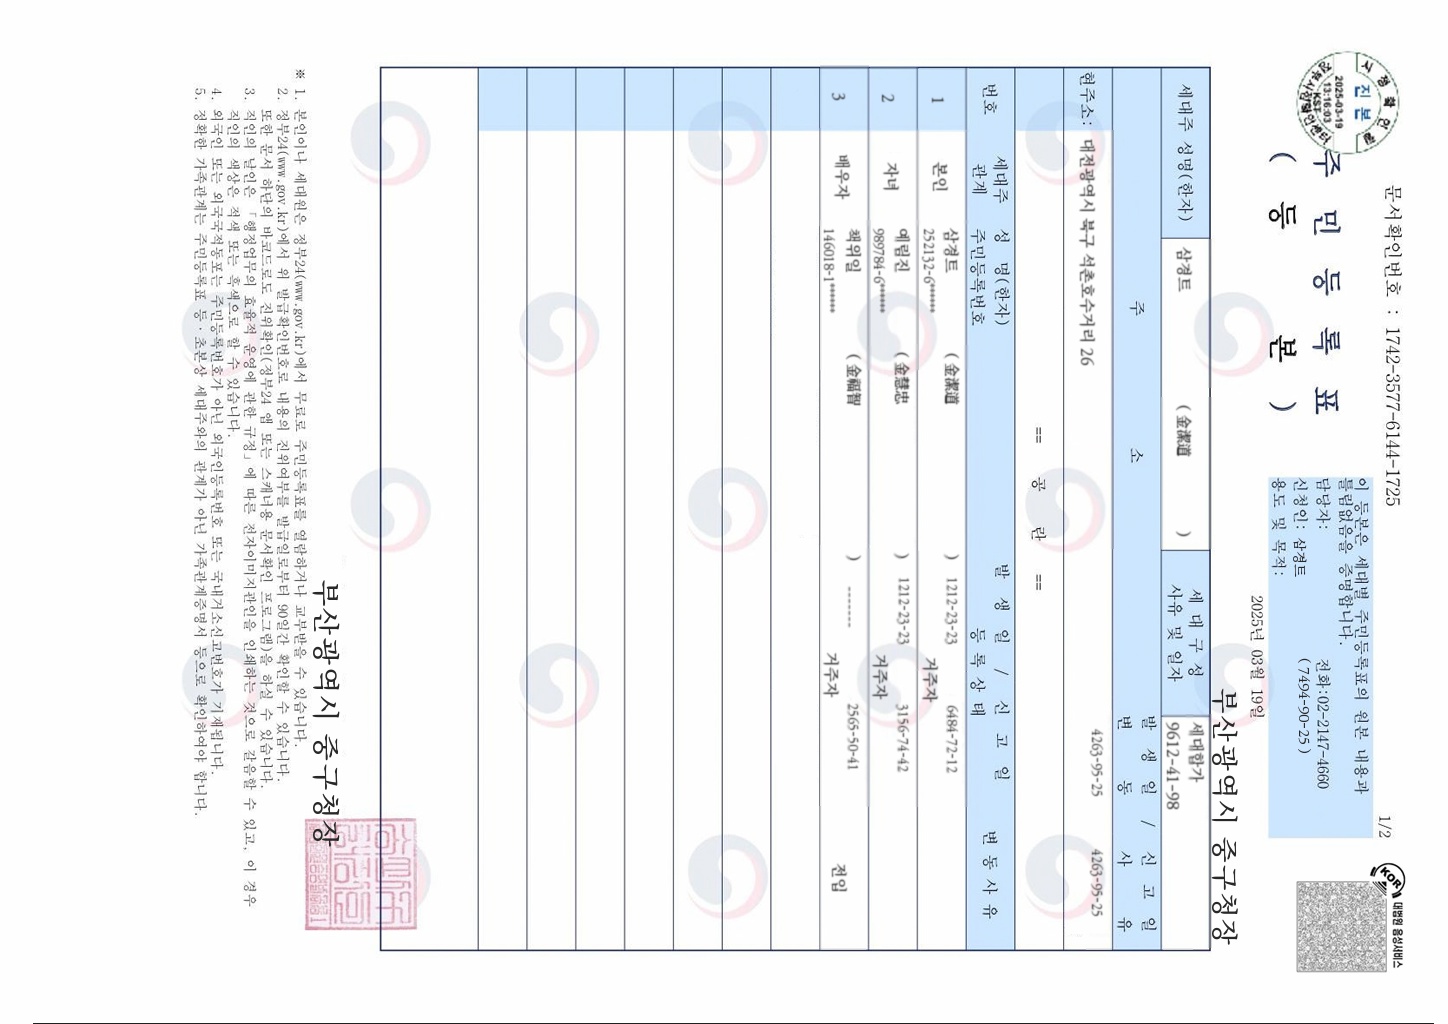 문서확인번호 : 1742-3577-6144-1725
1/2
대법원 음성서비스
KOR
시점확인필
진본
2025-03-19
13:16:03
KST
주 민 등 록 표
( 등 본 )
이 등본은 세대별 주민등록표의 원본 내용과
틀림없음을 증명합니다.
담당자: 전화:02-2147-4660
신청인: 삼경트 (7494-90-25)
용도 및 목적:
2025년 03월 19일
부산광역시 중구청장
세대주 성명(한자) 삼경트 ( 金潔道 ) 세 대 구 성 사유 및 일자 세대합가 9612-41-98
주 소 발 생 일 / 신 고 일
변 동 사 유
현주소: 대전광역시 북구 석촌호수거리 26 4263-95-25 4263-95-25
== 공 란 ==
번호 세대주 관계 성 명(한자) 주민등록번호 발 생 일 / 신 고 일 등 록 상 태 변 동 사 유
1 본인 삼경트 ( 金潔道 ) 1212-23-23 6484-72-12
252132-6****** 거주자
2 자녀 예림진 ( 金慧忠 ) 1212-23-23 3156-74-42
989784-6****** 거주자
3 배우자 책위일 ( 金福智 ) ------- 2565-50-41 전입
146018-1****** 거주자
부산광역시 중구청장
※ 1. 본인이나 세대원은 정부24(www.gov.kr)에서 무료로 주민등록표를 열람하거나 교부받을 수 있습니다.
2. 정부24(www.gov.kr)에서 위 발급확인번호로 내용의 진위여부를 발급일로부터 90일간 확인할 수 있습니다.
또한 문서 하단의 바코드로도 진위확인(정부24 앱 또는 스캐너용 문서확인 프로그램)을 하실 수 있습니다.
3. 직인의 날인은 「행정업무의 효율적 운영에 관한 규정」에 따른 전자이미지관인을 인쇄하는 것으로 갈음할 수 있고, 이 경우
직인의 색상은 적색 또는 흑색으로 할 수 있습니다.
4. 외국인 또는 외국국적동포는 주민등록번호가 아닌 외국인등록번호 또는 국내거소신고번호가 기재됩니다.
5. 정확한 가족관계는 주민등록표 등·초본상 세대주와의 관계가 아닌 가족관계증명서 등으로 확인하여야 합니다.